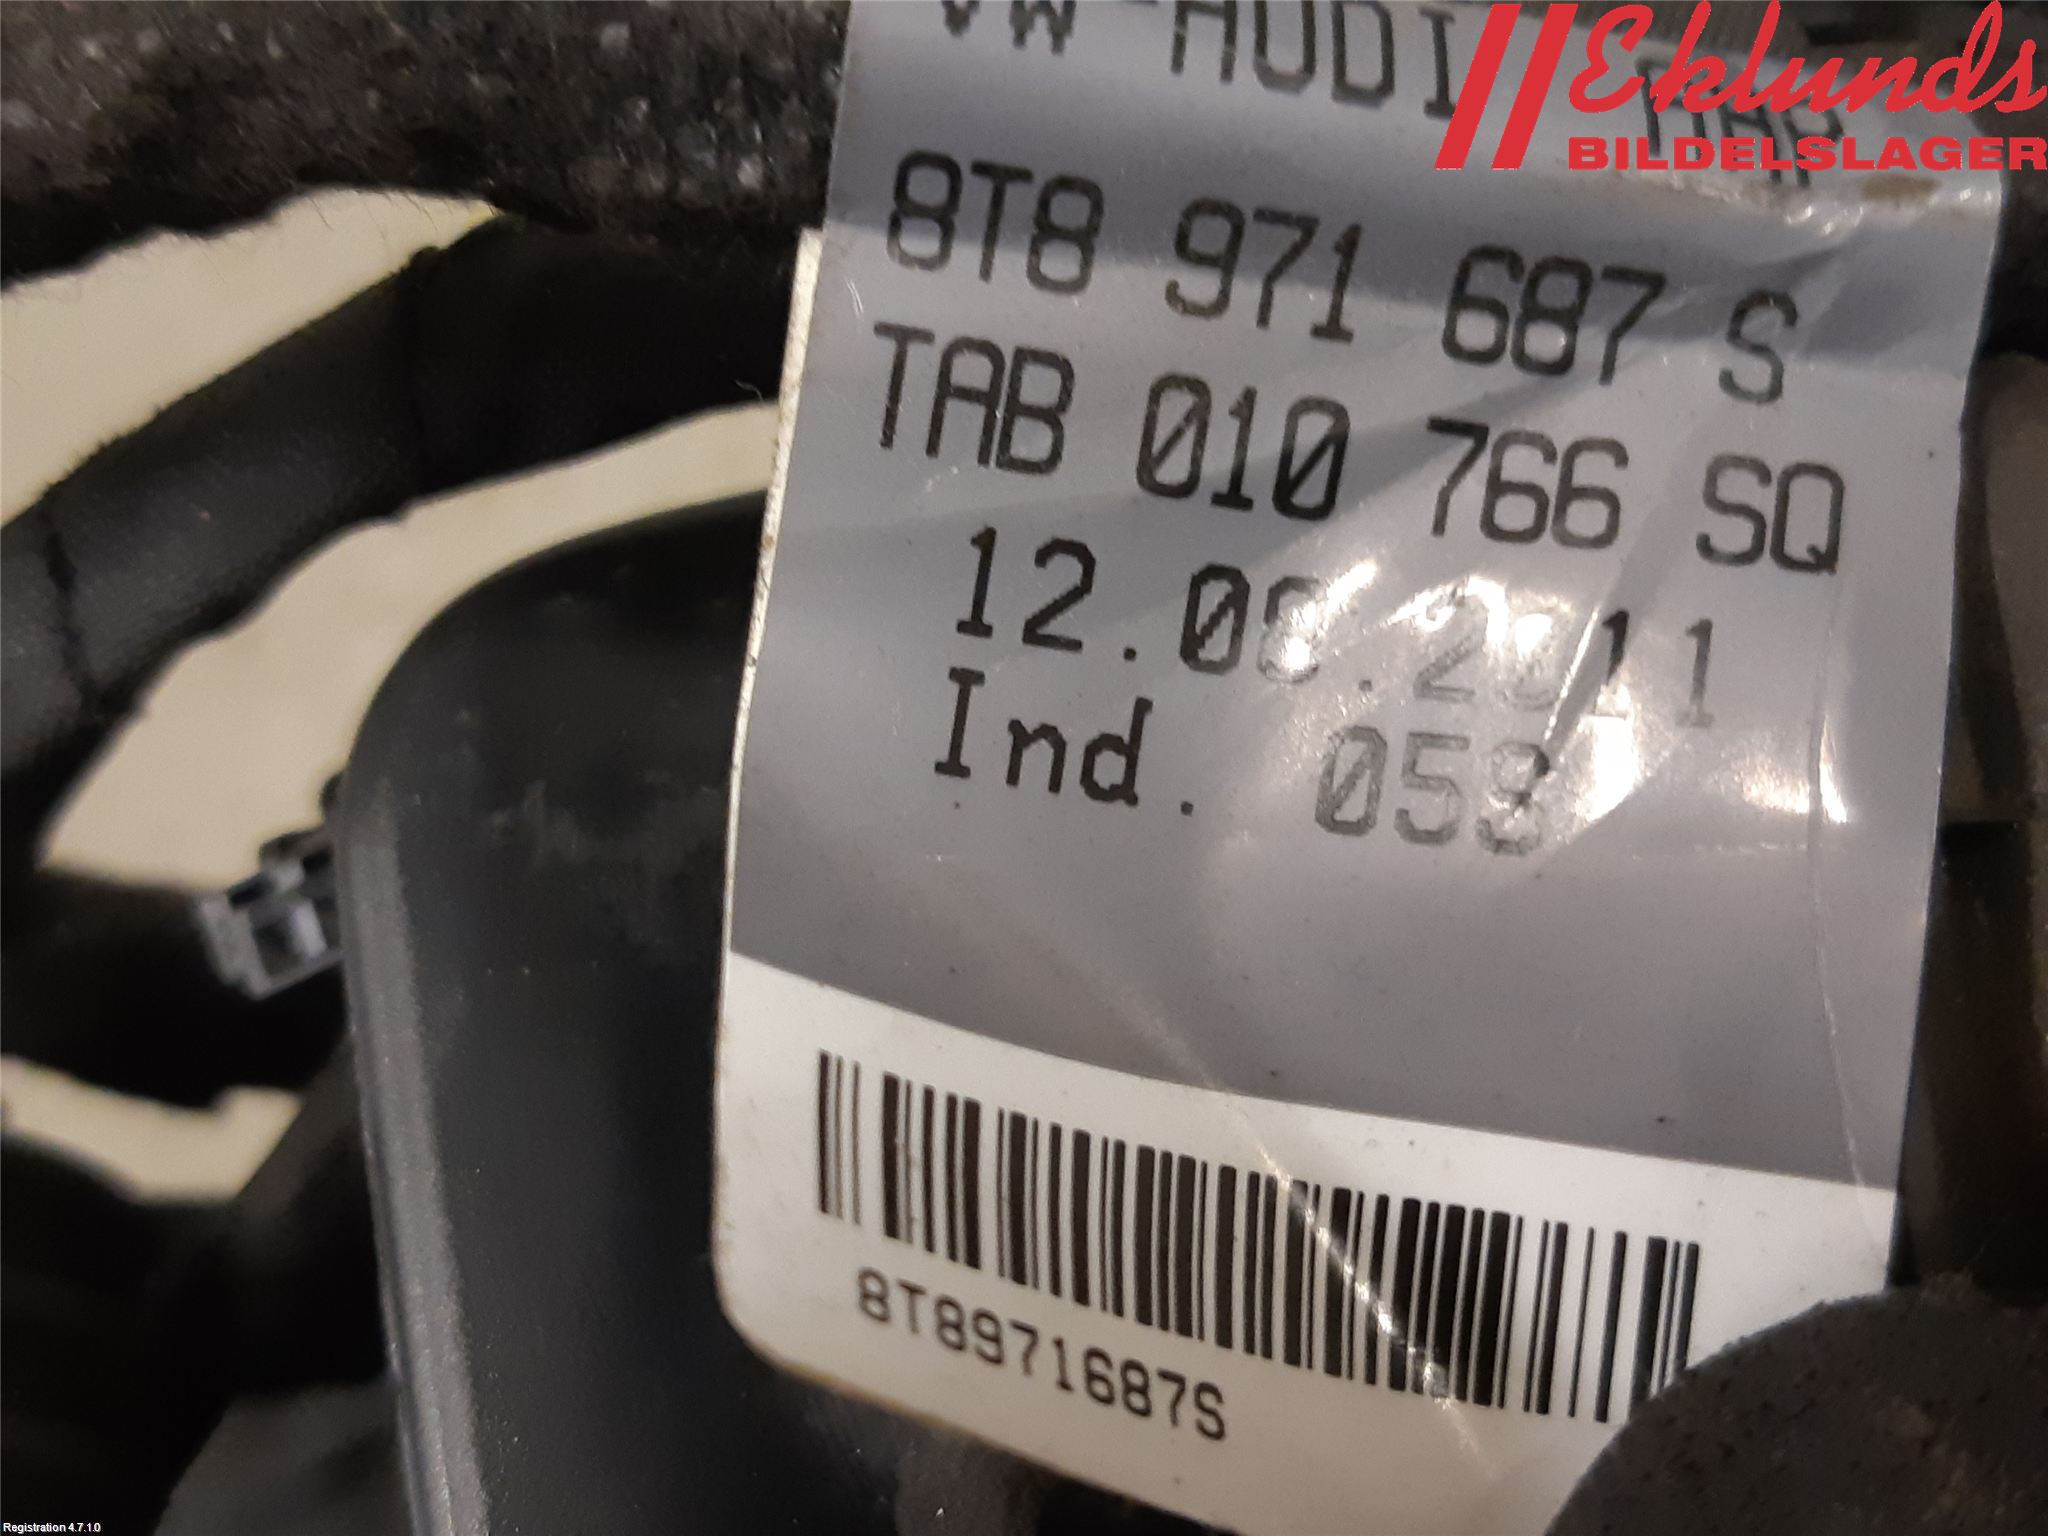 VW-AUDI
Eklunds
BILDELSLAGER
8T8 971 687 S
TAB 010 766 SQ
Ind.
8T8971687S
Registration 4.7.1.0